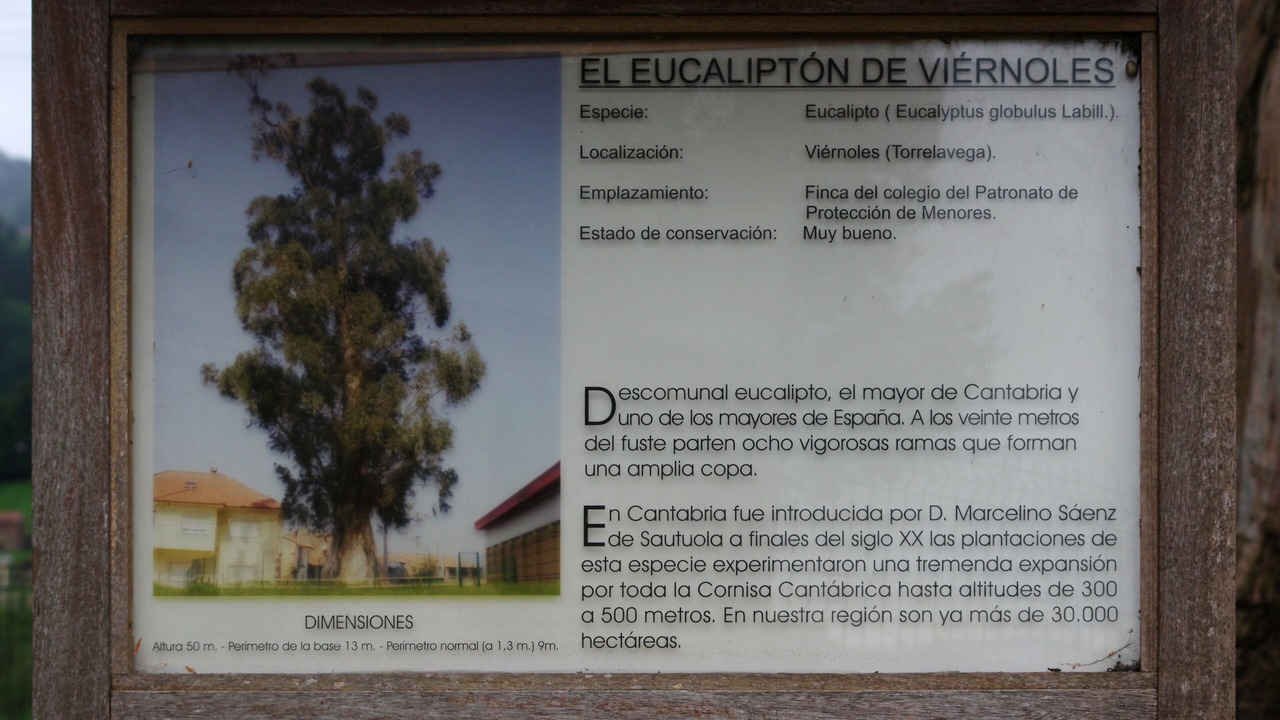 EL EUCALIPTÓN DE VIÉRNOLES
Especie: Eucalipto ( Eucalyptus globulus Labill.).
Localización: Viérnoles (Torrelavega).
Emplazamiento: Finca del colegio del Patronato de
Protección de Menores.
Estado de conservación: Muy bueno.
Descomunal eucalipto, el mayor de Cantabria y
uno de los mayores de España. A los veinte metros
del fuste parten ocho vigorosas ramas que forman
una amplia copa.
En Cantabria fue introducida por D. Marcelino Sáenz
de Sautuola a finales del siglo XX las plantaciones de
esta especie experimentaron una tremenda expansión
por toda la Cornisa Cantábrica hasta altitudes de 300
a 500 metros. En nuestra región son ya más de 30.000
hectáreas.
DIMENSIONES
Altura 50 m. - Perímetro de la base 13 m. - Perímetro normal (a 1,3 m.) 9m.